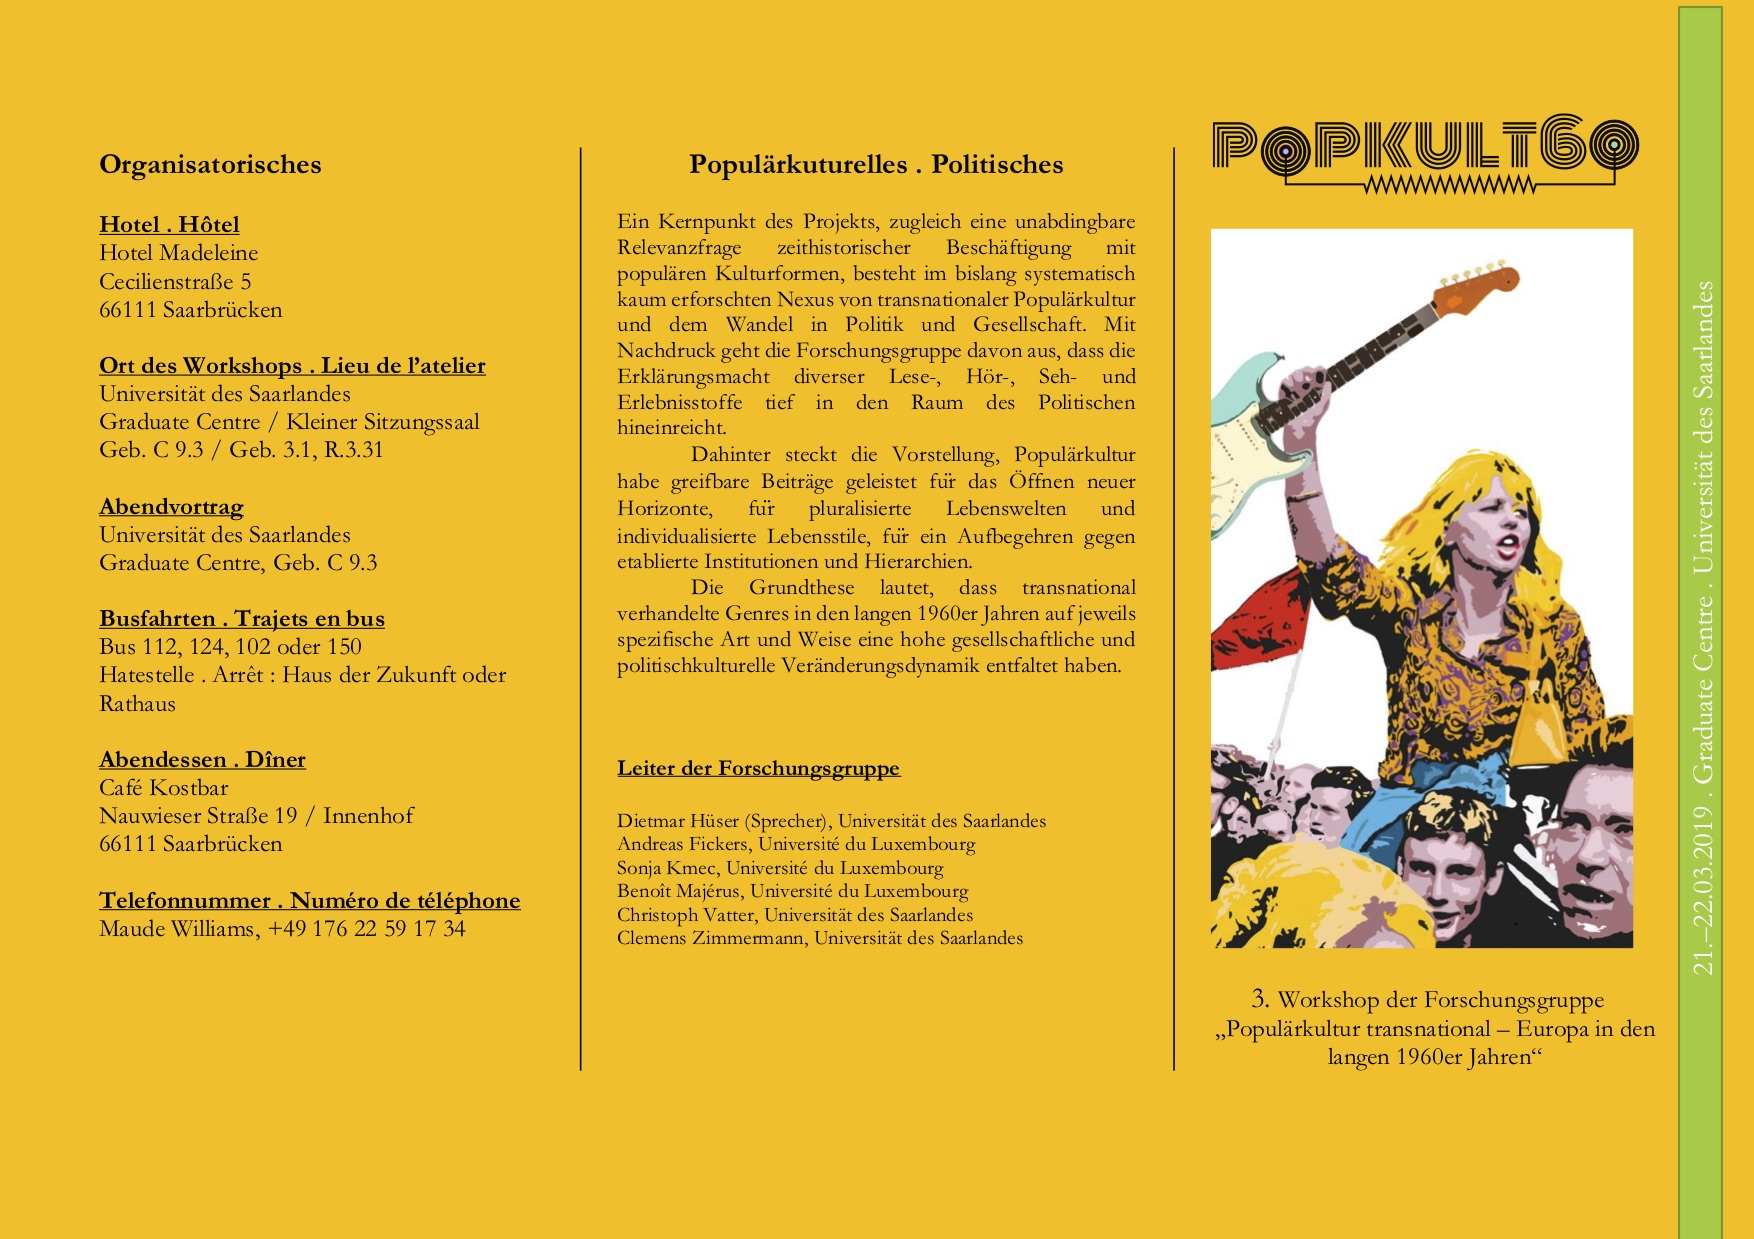 Organisatorisches
Hotel . Hôtel
Hotel Madeleine
Cecilienstraße 5
66111 Saarbrücken
Ort des Workshops . Lieu de l’atelier
Universität des Saarlandes
Graduate Centre / Kleiner Sitzungssaal
Geb. C 9.3 / Geb. 3.1, R.3.31
Abendvortrag
Universität des Saarlandes
Graduate Centre, Geb. C 9.3
Busfahrten . Trajets en bus
Bus 112, 124, 102 oder 150
Hatestelle . Arrêt : Haus der Zukunft oder
Rathaus
Abendessen . Dîner
Café Kostbar
Nauwieser Straße 19 / Innenhof
66111 Saarbrücken
Telefonnummer . Numéro de téléphone
Maude Williams, +49 176 22 59 17 34
Populärkuturelles . Politisches
Ein Kernpunkt des Projekts, zugleich eine unabdingbare
Relevanzfrage zeithistorischer Beschäftigung mit
populären Kulturformen, besteht im bislang systematisch
kaum erforschten Nexus von transnationaler Populärkultur
und dem Wandel in Politik und Gesellschaft. Mit
Nachdruck geht die Forschungsgruppe davon aus, dass die
Erklärungsmacht diverser Lese-, Hör-, Seh- und
Erlebnisstoffe tief in den Raum des Politischen
hineinreicht.
Dahinter steckt die Vorstellung, Populärkultur
habe greifbare Beiträge geleistet für das Öffnen neuer
Horizonte, für pluralisierte Lebenswelten und
individualisierte Lebensstile, für ein Aufbegehren gegen
etablierte Institutionen und Hierarchien.
Die Grundthese lautet, dass transnational
verhandelte Genres in den langen 1960er Jahren auf jeweils
spezifische Art und Weise eine hohe gesellschaftliche und
politischkulturelle Veränderungsdynamik entfaltet haben.
Leiter der Forschungsgruppe
Dietmar Hüser (Sprecher), Universität des Saarlandes
Andreas Fickers, Université du Luxembourg
Sonja Kmec, Université du Luxembourg
Benoît Majérus, Université du Luxembourg
Christoph Vatter, Universität des Saarlandes
Clemens Zimmermann, Universität des Saarlandes
POPKULT60
3. Workshop der Forschungsgruppe
„Populärkultur transnational – Europa in den
langen 1960er Jahren“
21.–22.03.2019 . Graduate Centre . Universität des Saarlandes